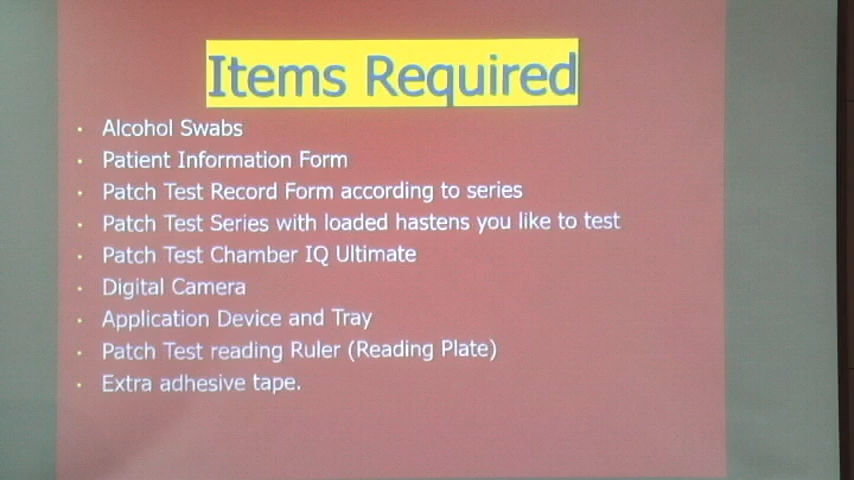 Items Required
• Alcohol Swabs
• Patient Information Form
• Patch Test Record Form according to series
• Patch Test Series with loaded hastens you like to test
• Patch Test Chamber IQ Ultimate
• Digital Camera
• Application Device and Tray
• Patch Test reading Ruler (Reading Plate)
• Extra adhesive tape.